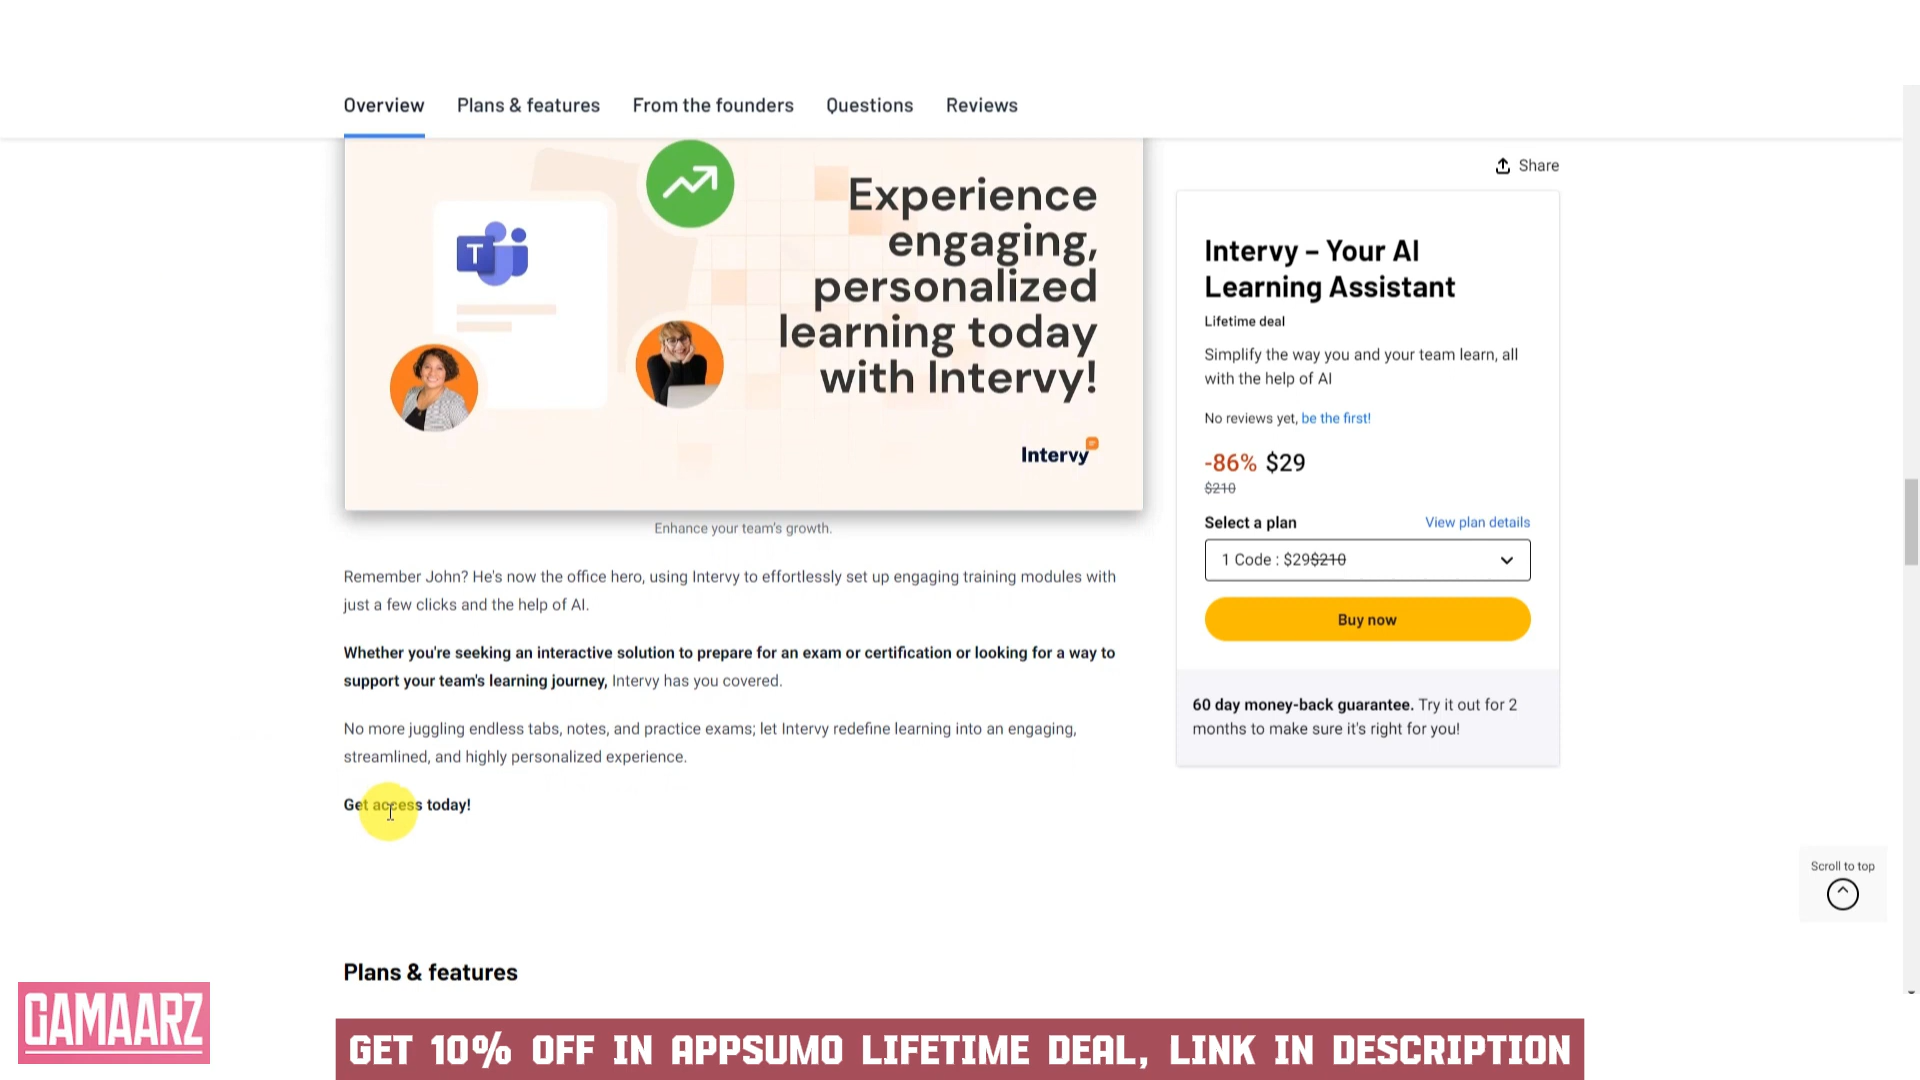 Overview Plans & features From the founders Questions Reviews
Share
Experience
engaging,
personalized
learning today
with Intervy!
T
Intervy
Enhance your team's growth.
Remember John? He's now the office hero, using Intervy to effortlessly set up engaging training modules with
just a few clicks and the help of AI.
Whether you're seeking an interactive solution to prepare for an exam or certification or looking for a way to
support your team's learning journey, Intervy has you covered.
No more juggling endless tabs, notes, and practice exams; let Intervy redefine learning into an engaging,
streamlined, and highly personalized experience.
Get access today!
Intervy – Your AI
Learning Assistant
Lifetime deal
Simplify the way you and your team learn, all
with the help of AI
No reviews yet, be the first!
-86% $29
$210
Select a plan View plan details
1 Code : $29$210
Buy now
60 day money-back guarantee. Try it out for 2
months to make sure it's right for you!
Scroll to top
Plans & features
GAMAARZ
GET 10% OFF IN APPSUMO LIFETIME DEAL, LINK IN DESCRIPTION